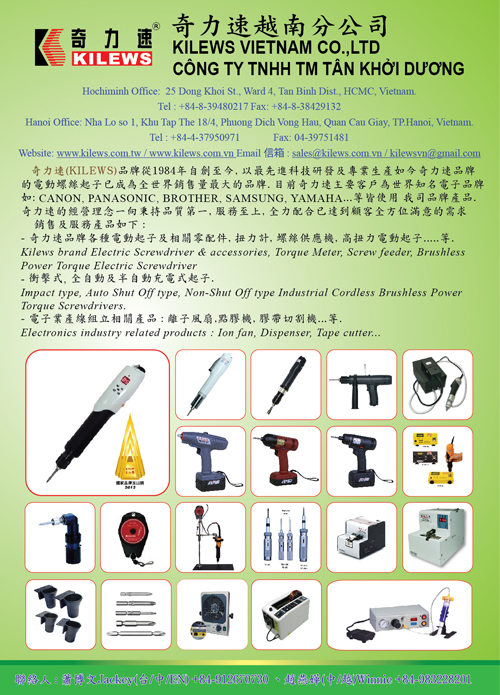 奇力速®
KILEWS
奇力速越南分公司
KILEWS VIETNAM CO.,LTD
CÔNG TY TNHH TM TÂN KHỞI DƯƠNG
Hochiminh Office: 25 Dong Khoi St., Ward 4, Tan Binh Dist., HCMC, Vietnam.
Tel : +84-8-39480217 Fax: +84-8-38429132
Hanoi Office: Nha Lo so 1, Khu Tap The 18/4, Phuong Dich Vong Hau, Quan Cau Giay, TP.Hanoi, Vietnam.
Tel : +84-4-37950971 Fax: 04-39751481
Website: www.kilews.com.tw / www.kilews.com.vn Email 信箱 : sales@kilews.com.vn / kilewsvn@gmail.com
奇力速(KILEWS)品牌從1984年自創至今, 以最先進科技研發及專業生產如今奇力速品牌
的電動螺絲起子已成為全世界銷售量最大的品牌. 目前奇力速主要客戶為世界知名電子品牌
如: CANON, PANASONIC, BROTHER, SAMSUNG, YAMAHA...等皆使用 我司品牌產品.
奇力速的經營理念一向秉持品質第一, 服務至上, 全力配合已達到顧客全方位滿意的需求
銷售及服務產品如下 :
- 奇力速品牌各種電動起子及相關零配件, 扭力計, 螺絲供應機, 高扭力電動起子.....等.
Kilews brand Electric Screwdriver & accessories, Torque Meter, Screw feeder, Brushless
Power Torque Electric Screwdriver
- 衝擊式, 全自動及半自動充電式起子.
Impact type, Auto Shut Off type, Non-Shut Off type Industrial Cordless Brushless Power
Torque Screwdrivers.
- 電子業產線組立相關產品 : 離子風扇,點膠機, 膠帶切割機...等.
Electronics industry related products : Ion fan, Dispenser, Tape cutter...
2012
聯絡人 : 蕭博文Jackey(台/中/EN)+84-912670730 , 趙燕嬋(中/越)Winnie +84-989228201